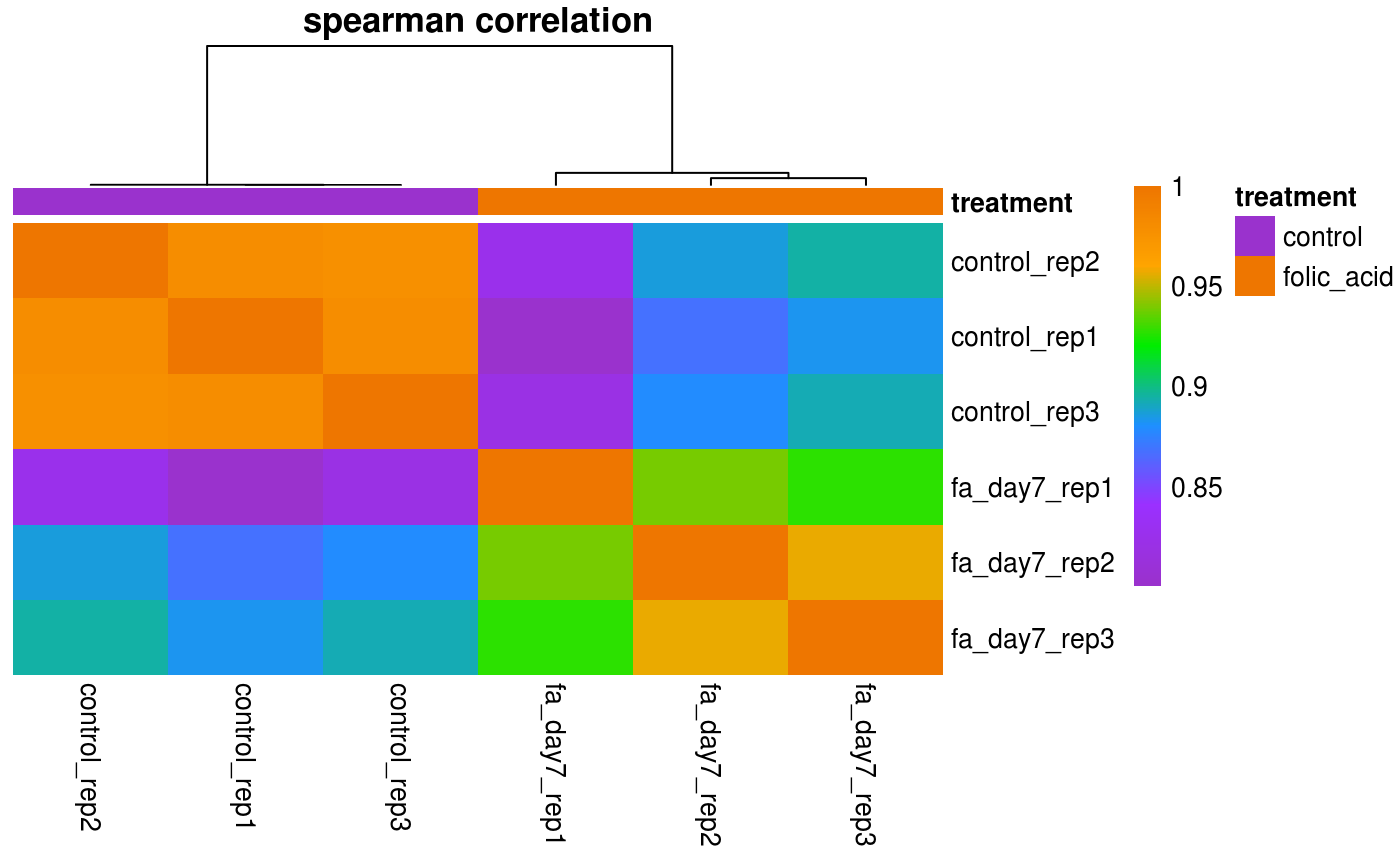 spearman correlation
treatment
control_rep2
control_rep1
control_rep3
fa_day7_rep1
fa_day7_rep2
fa_day7_rep3
1
0.95
0.9
0.85
treatment
control
folic_acid
control_rep2
control_rep1
control_rep3
fa_day7_rep1
fa_day7_rep2
fa_day7_rep3